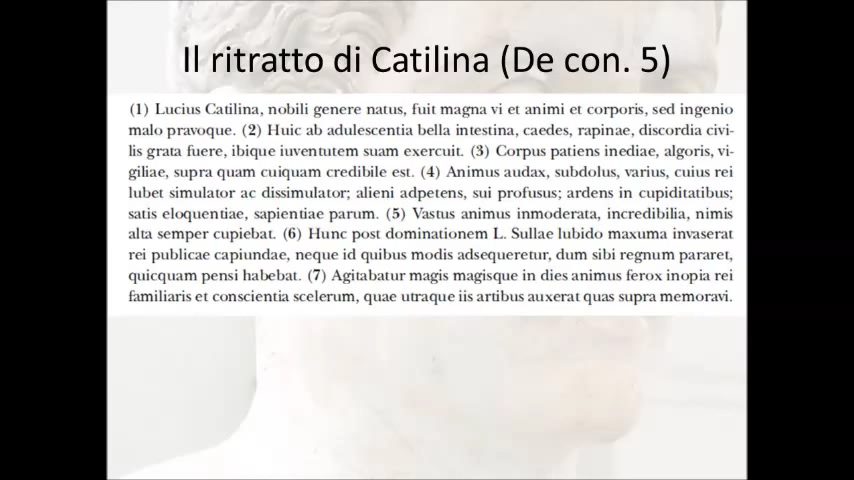 Il ritratto di Catilina (De con. 5)
(1) Lucius Catilina, nobili genere natus, fuit magna vi et animi et corporis, sed ingenio
malo pravoque. (2) Huic ab adulescentia bella intestina, caedes, rapinae, discordia civi-
lis grata fuere, ibique iuventutem suam exercuit. (3) Corpus patiens inediae, algoris, vi-
giliae, supra quam cuiquam credibile est. (4) Animus audax, subdolus, varius, cuius rei
lubet simulator ac dissimulator; alieni adpetens, sui profusus; ardens in cupiditatibus;
satis eloquentiae, sapientiae parum. (5) Vastus animus inmoderata, incredibilia, nimis
alta semper cupiebat. (6) Hunc post dominationem L. Sullae lubido maxuma invaserat
rei publicae capiundae, neque id quibus modis adsequeretur, dum sibi regnum pararet,
quicquam pensi habebat. (7) Agitabatur magis magisque in dies animus ferox inopia rei
familiaris et conscientia scelerum, quae utraque iis artibus auxerat quas supra memoravi.